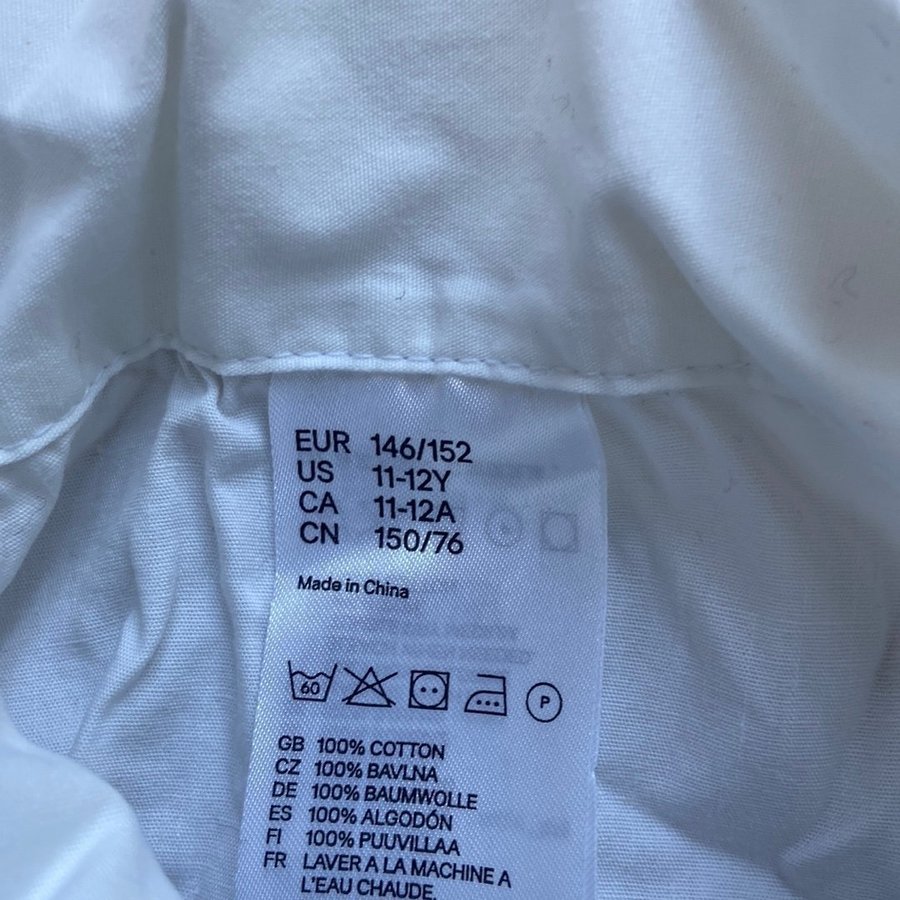 EUR 146/152
US 11-12Y
CA 11-12A
CN 150/76
Made in China
60 P
GB 100% COTTON
CZ 100% BAVLNA
DE 100% BAUMWOLLE
ES 100% ALGODÓN
FI 100% PUUVILLAA
FR LAVER A LA MACHINE A
L'EAU CHAUDE.